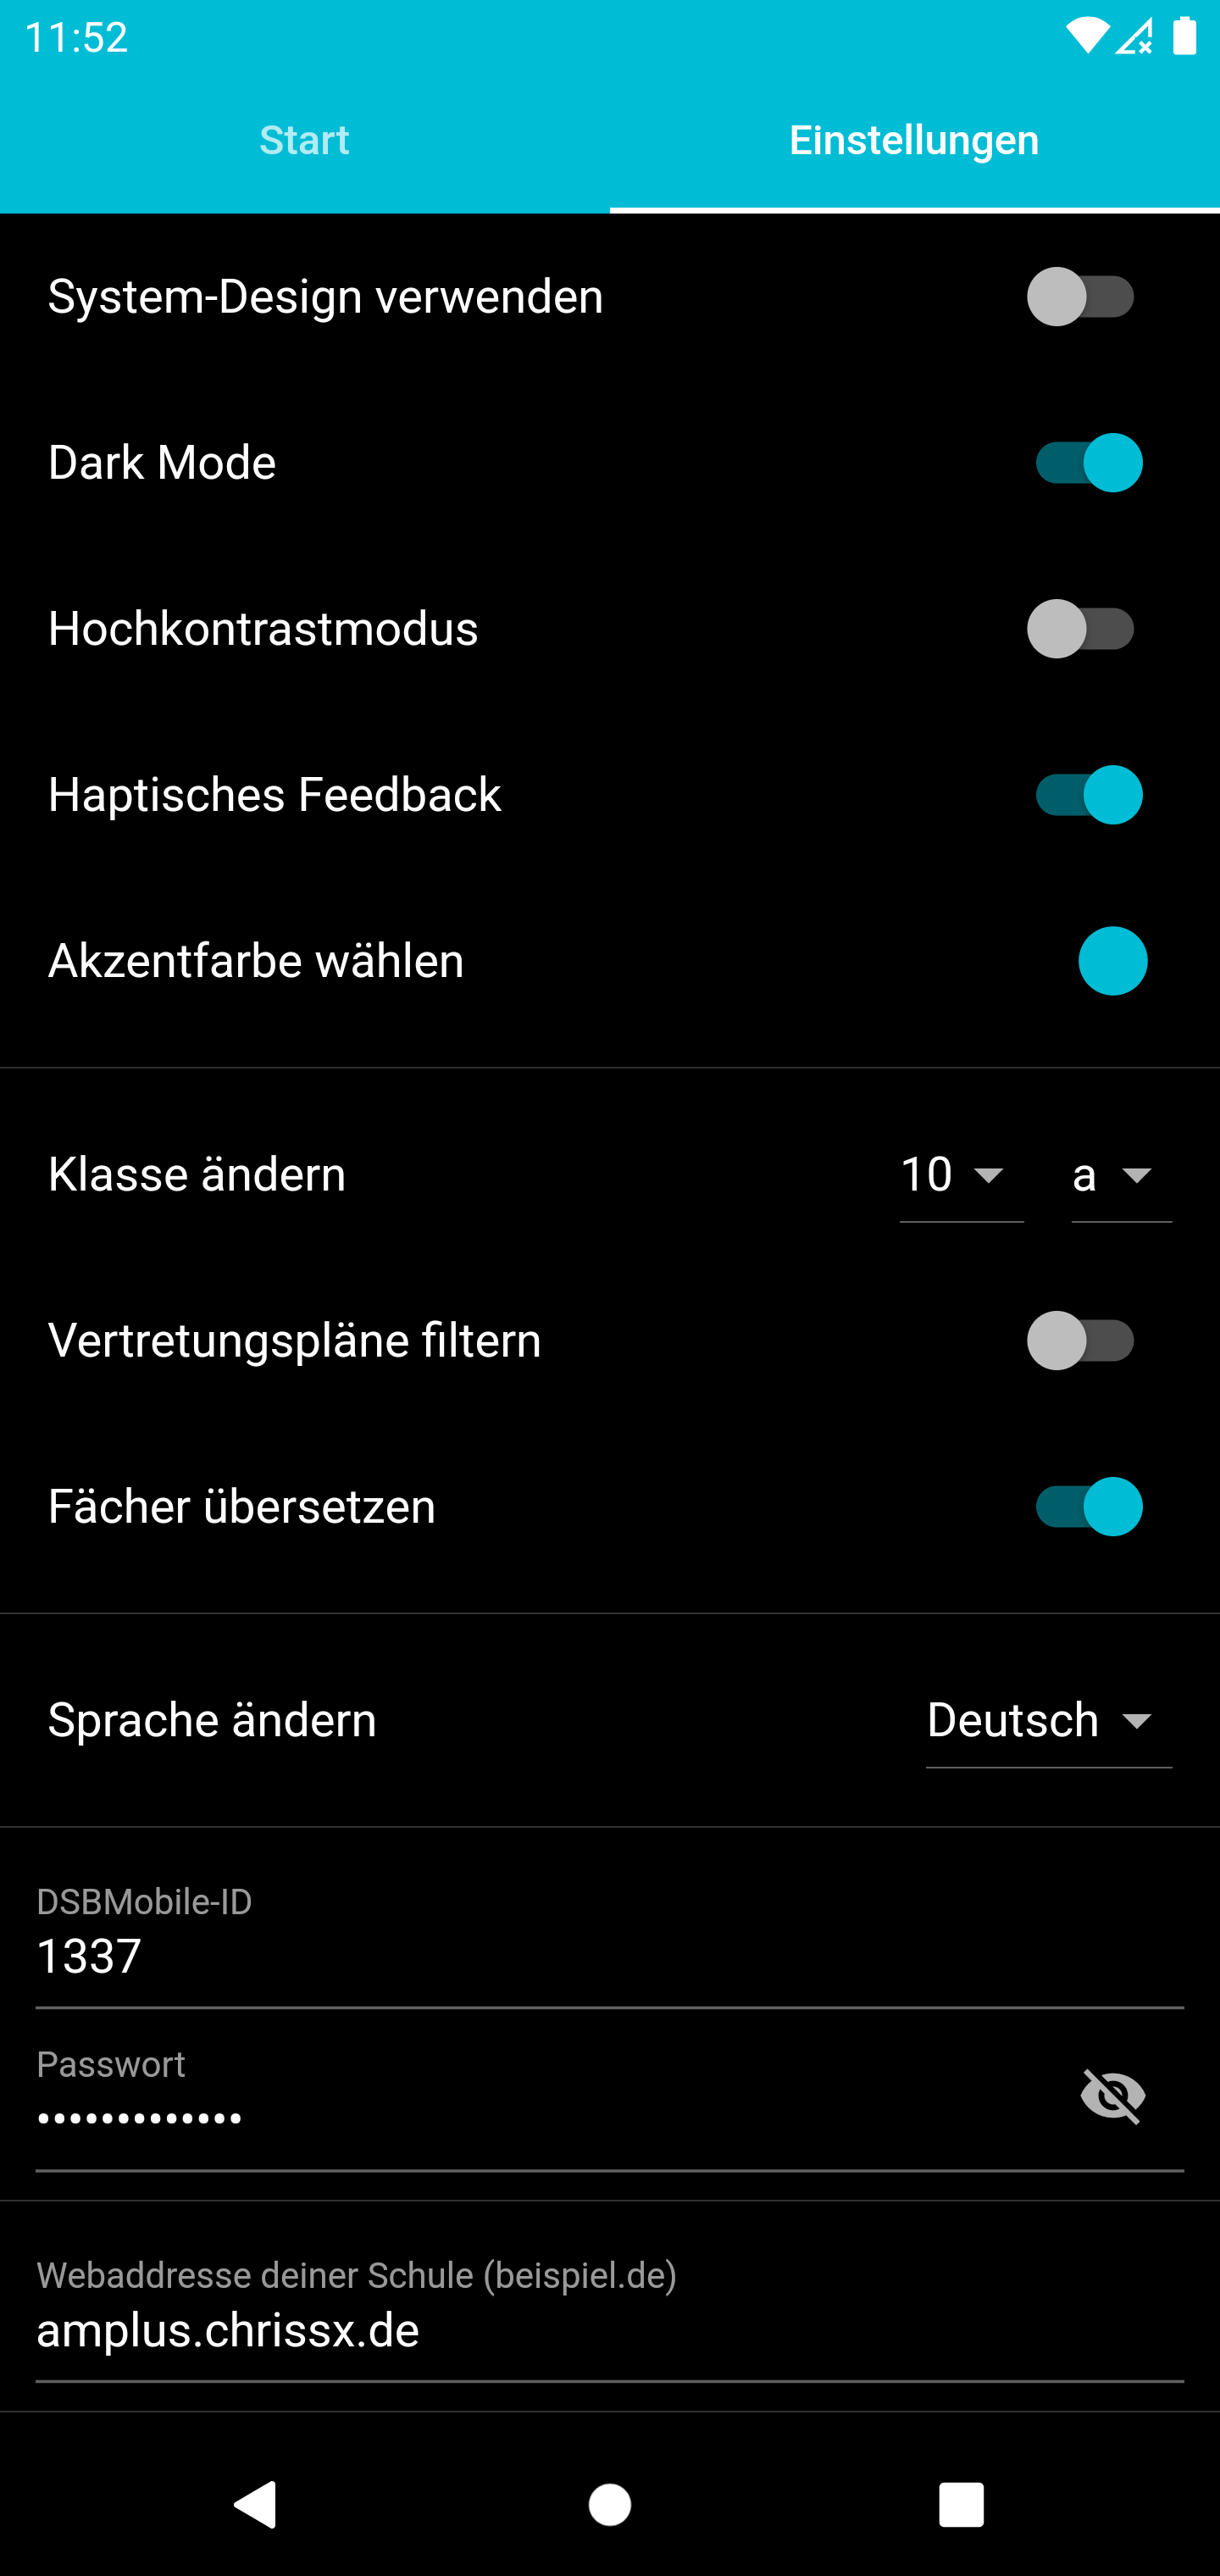 11:52
Start
Einstellungen
System-Design verwenden
Dark Mode
Hochkontrastmodus
Haptisches Feedback
Akzentfarbe wählen
Klasse ändern 10 a
Vertretungspläne filtern
Fächer übersetzen
Sprache ändern Deutsch
DSBMobile-ID
1337
Passwort
•••••••••••••
Webaddresse deiner Schule (beispiel.de)
amplus.chrissx.de